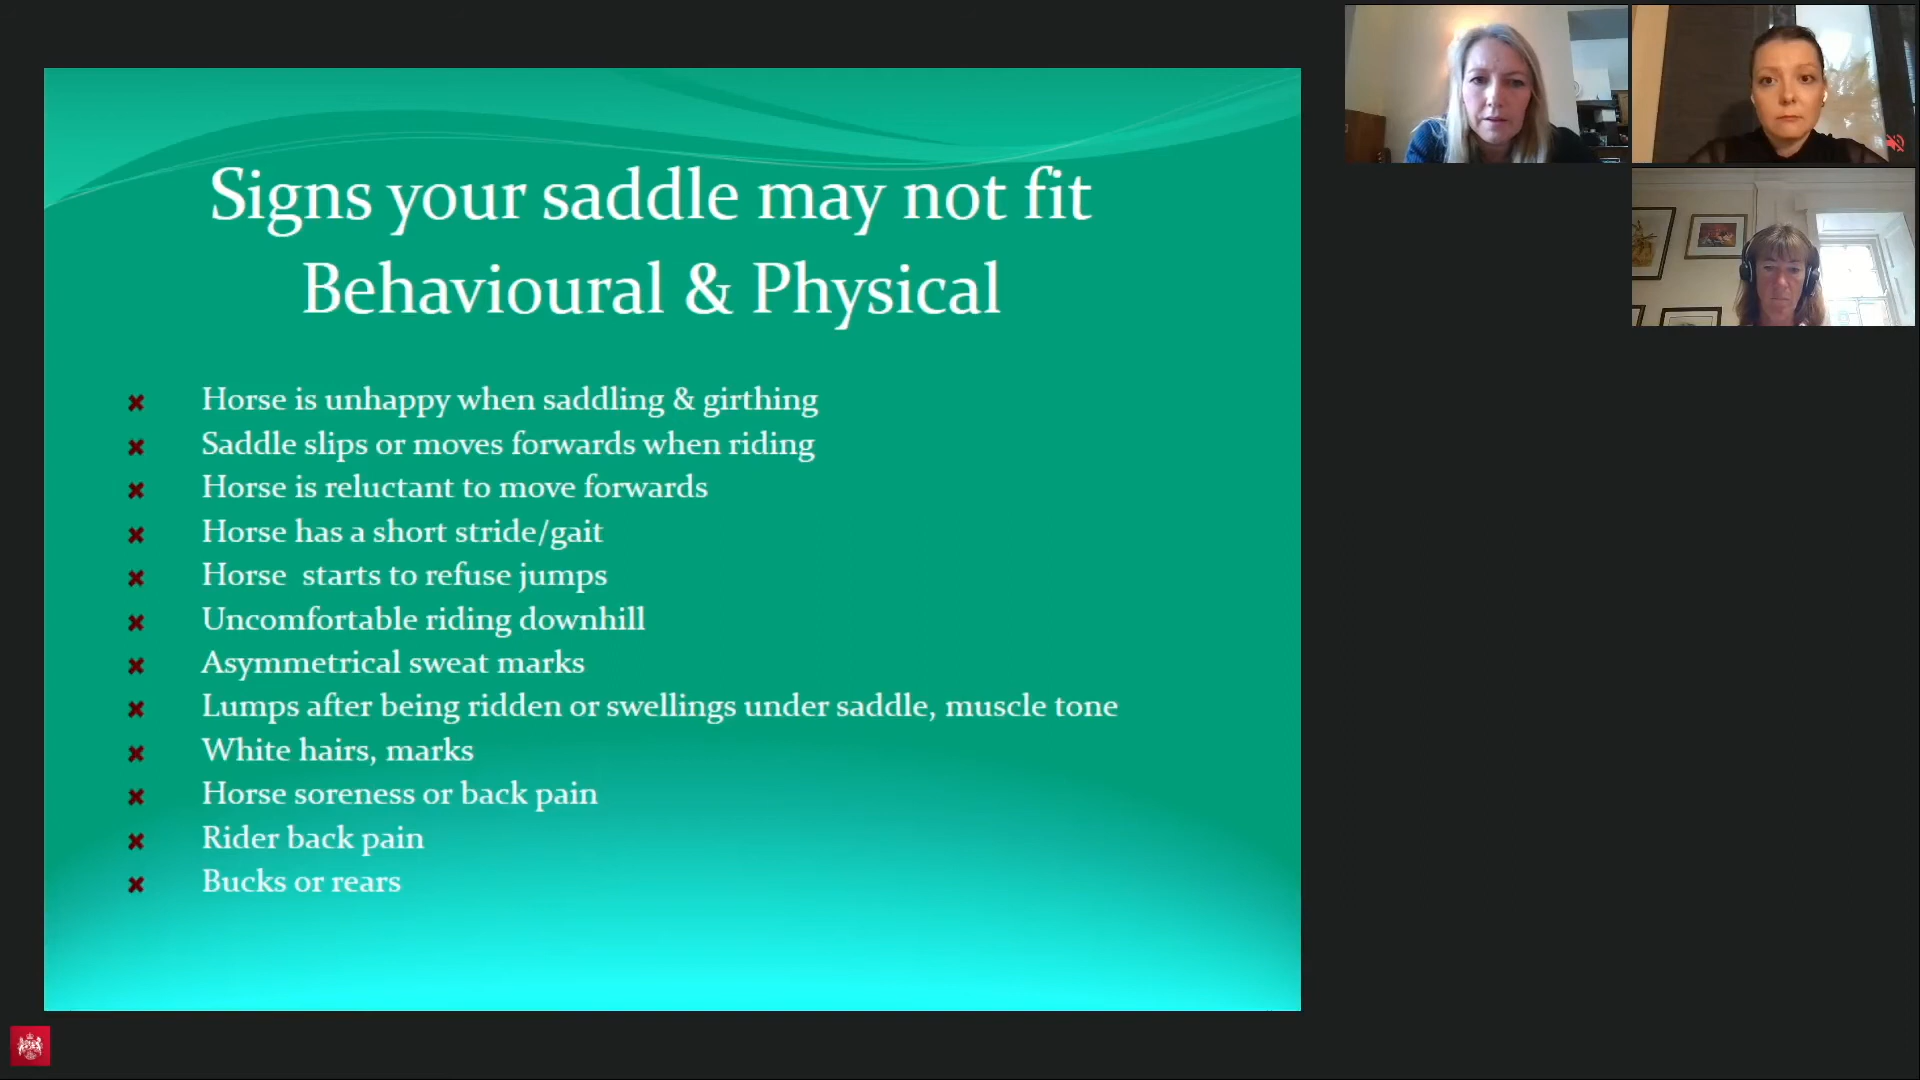 Signs your saddle may not fit
Behavioural & Physical
Horse is unhappy when saddling & girthing
Saddle slips or moves forwards when riding
Horse is reluctant to move forwards
Horse has a short stride/gait
Horse  starts to refuse jumps
Uncomfortable riding downhill
Asymmetrical sweat marks
Lumps after being ridden or swellings under saddle, muscle tone
White hairs, marks
Horse soreness or back pain
Rider back pain
Bucks or rears